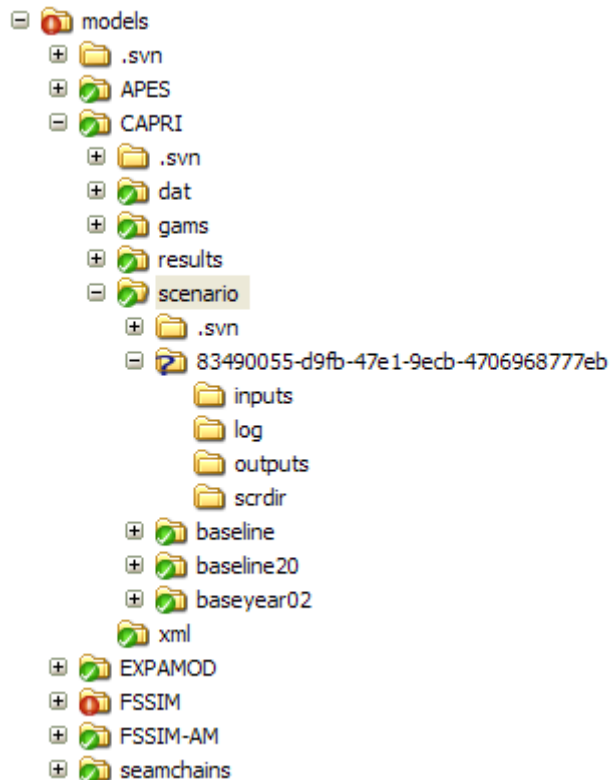 models
.svn
APES
CAPRI
.svn
dat
gams
results
scenario
.svn
83490055-d9fb-47e1-9ecb-4706968777eb
inputs
log
outputs
scrdir
baseline
baseline20
baseyear02
xml
EXPAMOD
FSSIM
FSSIM-AM
seamchains